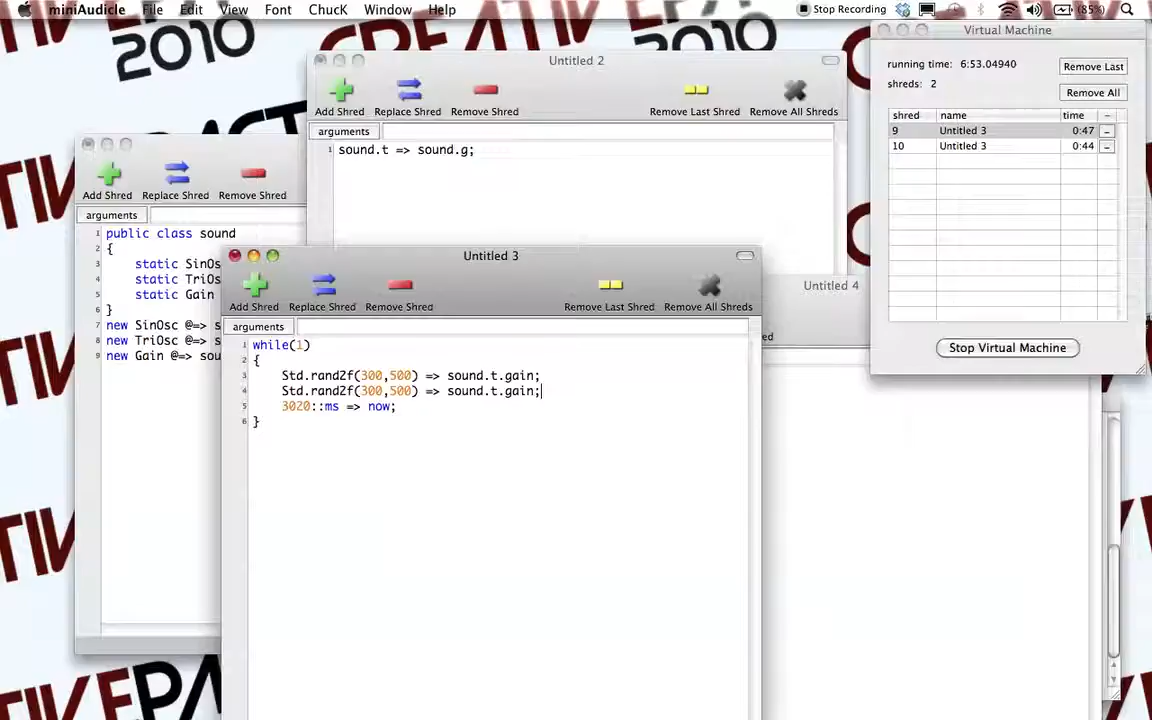 miniAudicle File Edit View Font ChucK Window Help
Stop Recording (85%)
CREATIVE PACT
2010
2010
Virtual Machine
running time: 6:53.04940
Remove Last
shreds: 2
Remove All
shred name time –
9 Untitled 3 0:47 –
10 Untitled 3 0:44 –
Stop Virtual Machine
Untitled 2
Add Shred Replace Shred Remove Shred Remove Last Shred Remove All Shreds
arguments
1 sound.t => sound.g;
Add Shred Replace Shred Remove Shred
arguments
1 public class sound
2 {
3 static SinOs
4 static TriOs
5 static Gain
6 }
7 new SinOsc @=> s
8 new TriOsc @=> s
9 new Gain @=> sou
Untitled 3
Add Shred Replace Shred Remove Shred Remove Last Shred Remove All Shreds
arguments
1 while(1)
2 {
3 Std.rand2f(300,500) => sound.t.gain;
4 Std.rand2f(300,500) => sound.t.gain;
5 3020::ms => now;
6 }
Untitled 4
ed